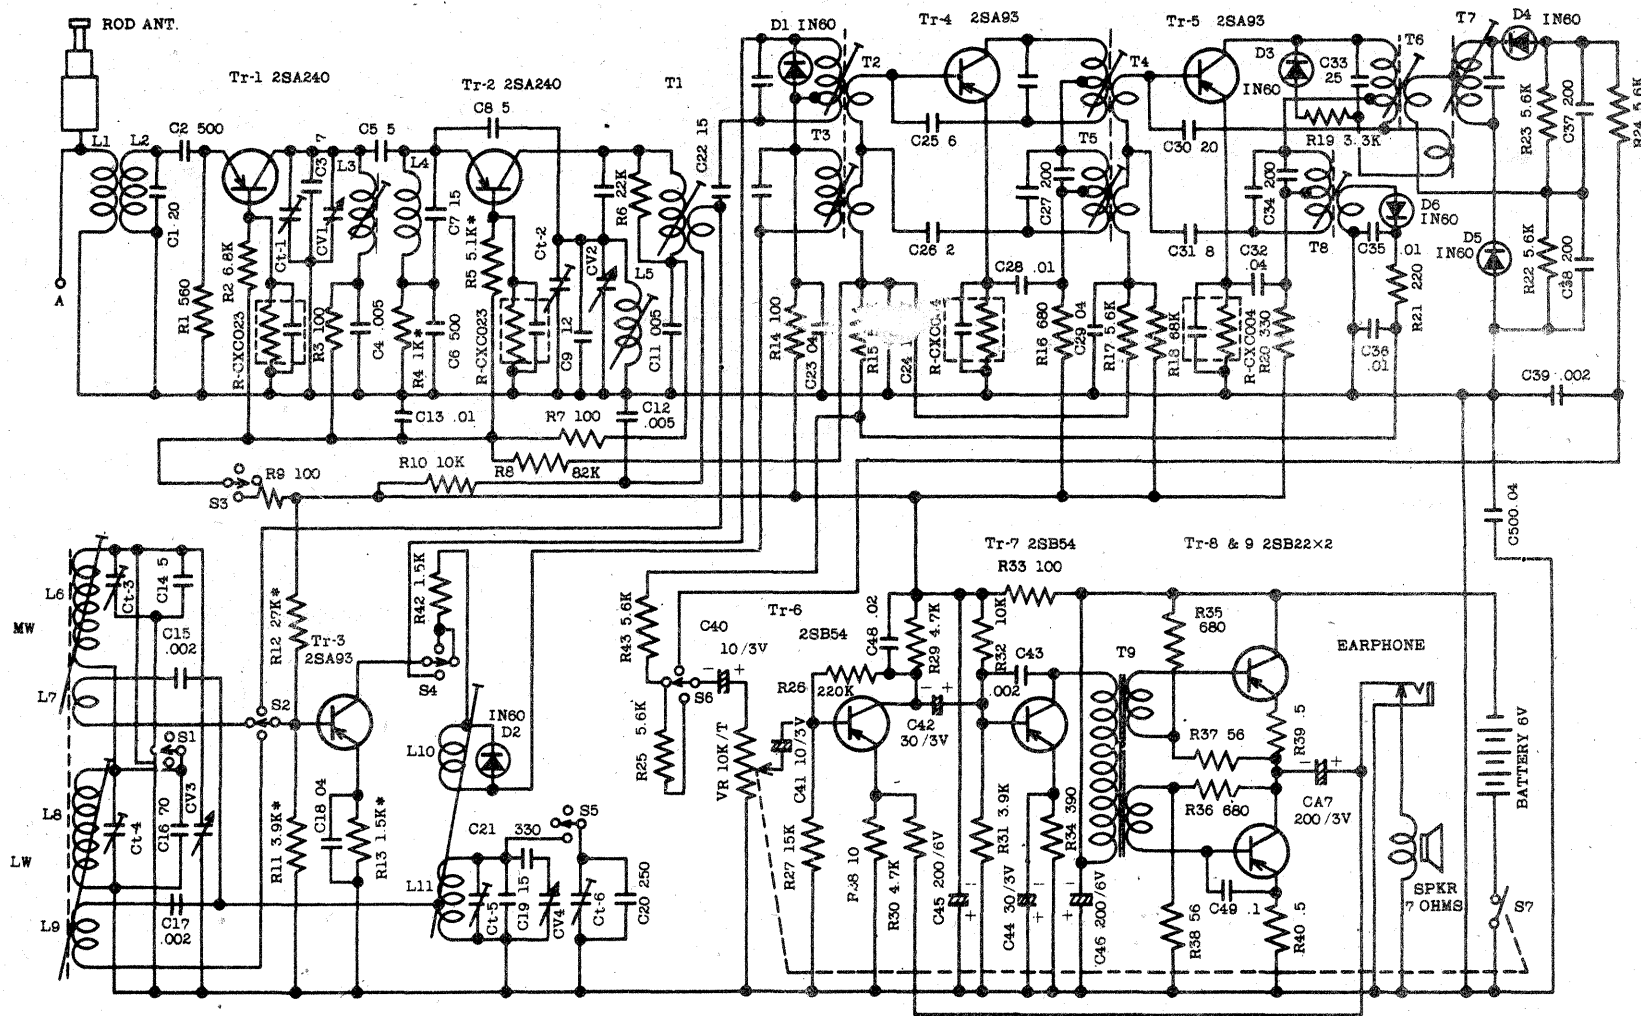 ROD ANT.
D1 IN60
Tr-4 2SA93
Tr-5 2SA93
T7
D4 IN60
Tr-1 2SA240
Tr-2 2SA240
T1
T2
T4
D3
IN60
C33
25
T6
C8 5
L1
L2
C2 500
C3 7
C5 5
L3
L4
T3
C25 6
T5
C30 20
R19 3.3K
R23 5.6K
C37 200
R24 5.6K
C22 15
C1 20
R2 6.8K
Ct-1
CV1
C7 15
R5 5.1K*
Ct-2
R6 22K
CV2
L5
C27 200
C34 200
D6
IN60
C26 2
C31 8
C32
.04
T8
C35 .01
D5
IN60
R22 5.6K
C38 200
A
R1 560
R-CXC023
R3 100
C4 .005
R4 1K*
C6 500
R-CXC023
C9 12
C11 .005
R14 100
C23 04
R15
C24
C28 .01
R16 680
C29 04
R17 5.6K
R18 68K
R-CXC004
R20 330
R21 220
C36
.01
C39 .002
C13 .01
R7 100
C12
.005
R9 100
R10 10K
R8
82K
S3
C500.04
L6
MW
Ct-3
C14 5
C15
.002
R12 27K*
Tr-3
2SA93
R42 1.5K
S4
R43 5.6K
Tr-6
2SB54
C40
10/3V
C48 .02
R29 4.7K
Tr-7 2SB54
R33 100
R32 10K
C43
.002
Tr-8 & 9 2SB22×2
R35
680
T9
EARPHONE
L7
S2
S1
IN60
D2
L10
S6
R26
220K
C42
30/3V
R25 5.6K
VR 10K/T
C41 10/3V
R37 56
R39 .5
R36 680
CA7
200/3V
BATTERY 6V
L8
LW
Ct-4
C16 70
CV3
R11 3.9K*
C18 04
R13 1.5K*
C21
330
S5
R27 15K
R28 10
R30 4.7K
C45 200/6V
R31 3.9K
C44 30/3V
R34 390
C46 200/6V
L11
Ct-5
C19 15
CV4
Ct-6
C20 250
C49 .1
R38 56
R40 .5
SPKR
7 OHMS
S7
L9
C17
.002